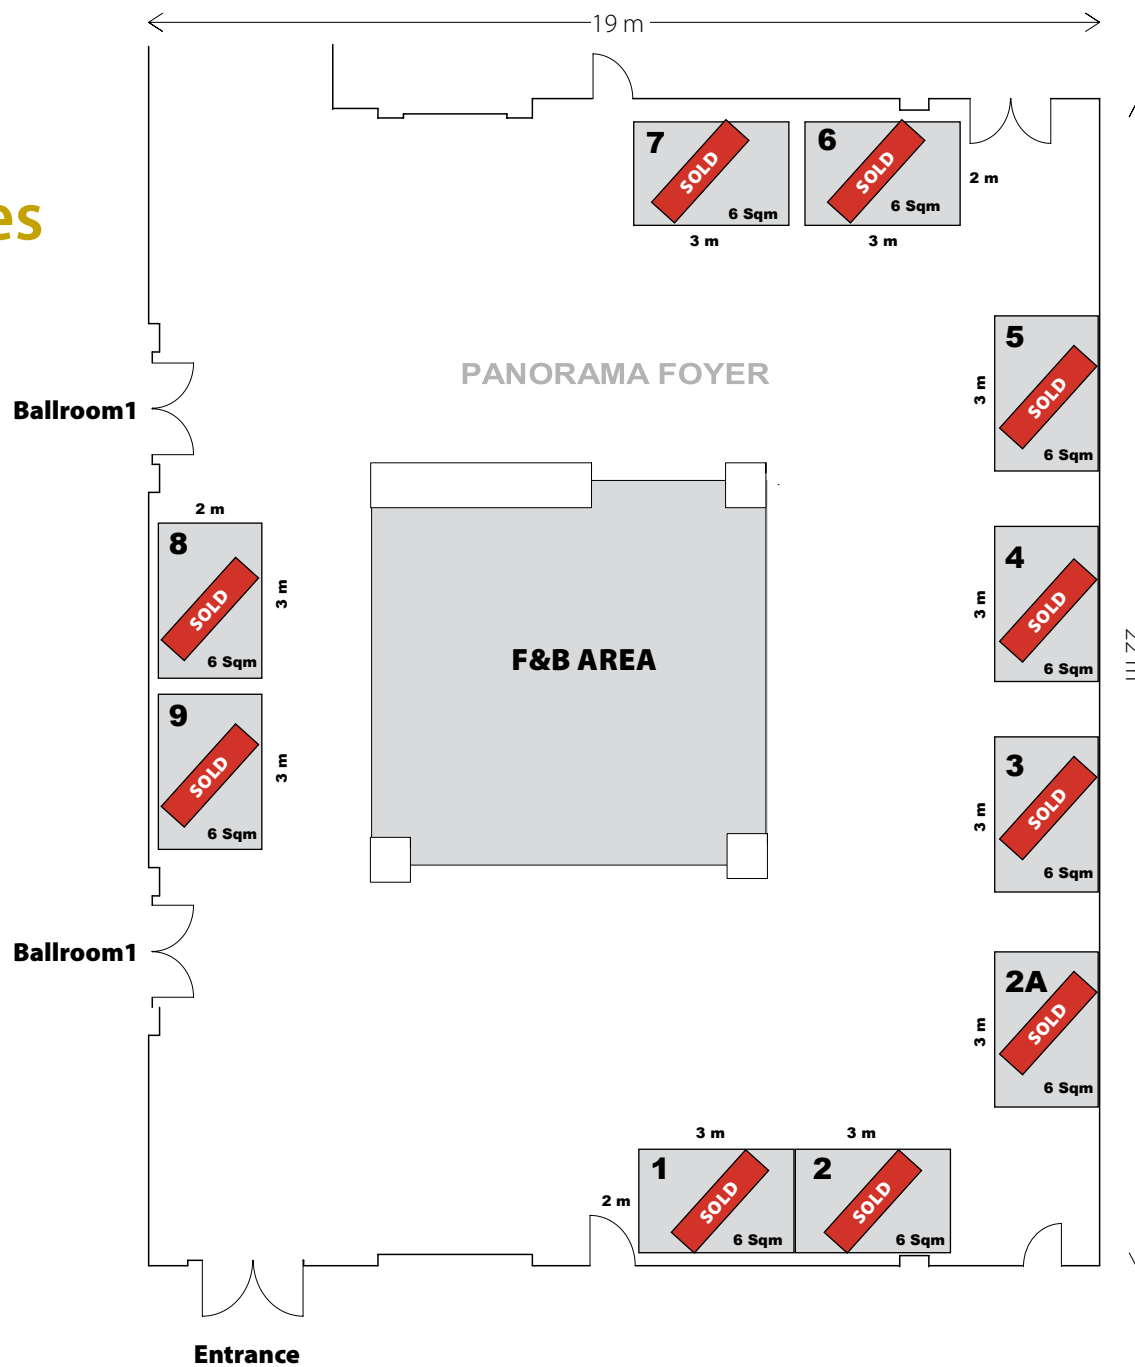 19 m
7
SOLD
6 Sqm
3 m
6
SOLD
6 Sqm
3 m
2 m
es
PANORAMA FOYER
5
SOLD
6 Sqm
3 m
Ballroom1
2 m
8
SOLD
6 Sqm
3 m
4
SOLD
6 Sqm
3 m
F&B AREA
22 m
9
SOLD
6 Sqm
3 m
3
SOLD
6 Sqm
3 m
Ballroom1
2A
SOLD
6 Sqm
3 m
3 m
1
SOLD
6 Sqm
2 m
3 m
2
SOLD
6 Sqm
Entrance